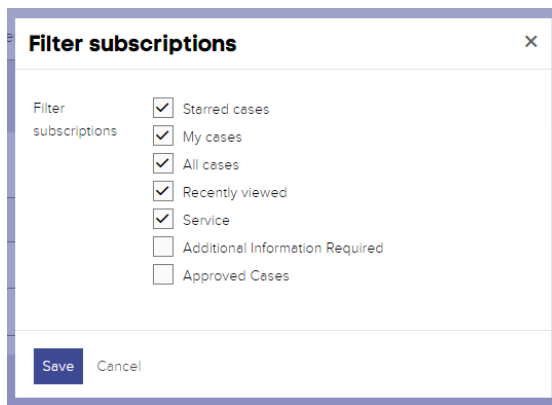 Filter subscriptions
Filter
subscriptions
Starred cases
My cases
All cases
Recently viewed
Service
Additional Information Required
Approved Cases
Save Cancel